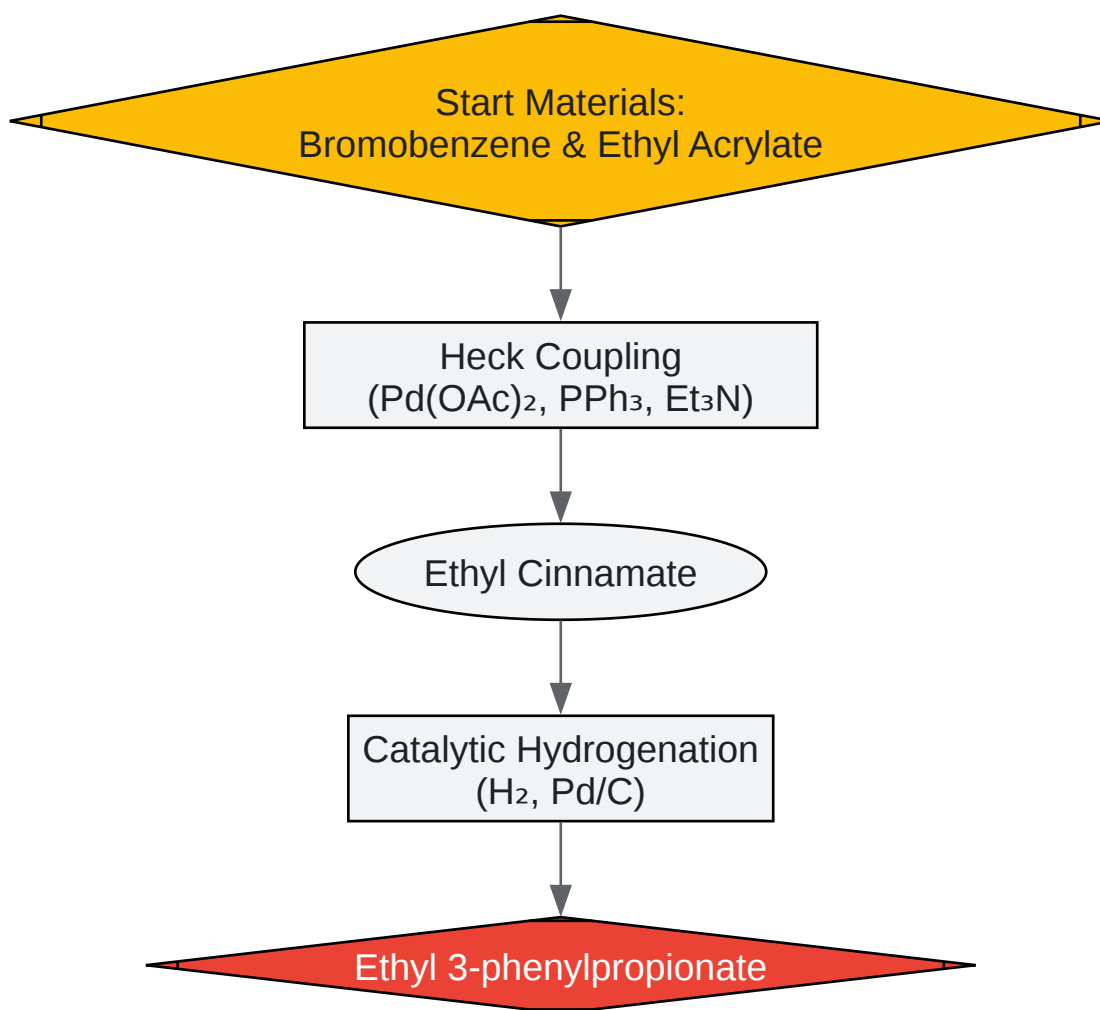 Start Materials:
Bromobenzene & Ethyl Acrylate
Heck Coupling
(Pd(OAc)₂, PPh₃, Et₃N)
Ethyl Cinnamate
Catalytic Hydrogenation
(H₂, Pd/C)
Ethyl 3-phenylpropionate